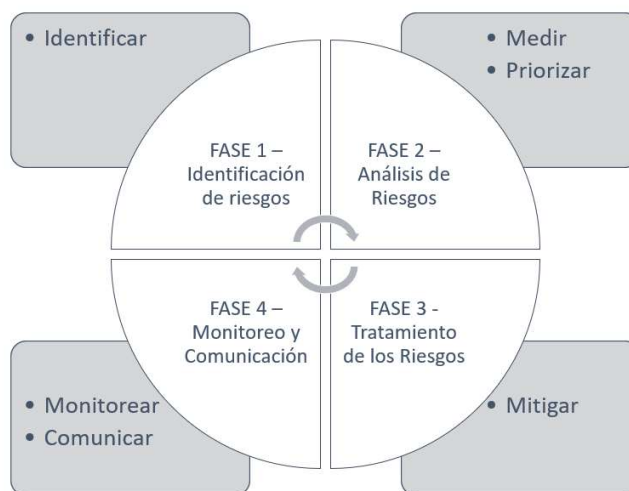 • Identificar
• Medir
• Priorizar
FASE 1 –
Identificación
de riesgos
FASE 2 –
Análisis de
Riesgos
FASE 4 –
Monitoreo y
Comunicación
FASE 3 -
Tratamiento
de los Riesgos
• Monitorear
• Comunicar
• Mitigar